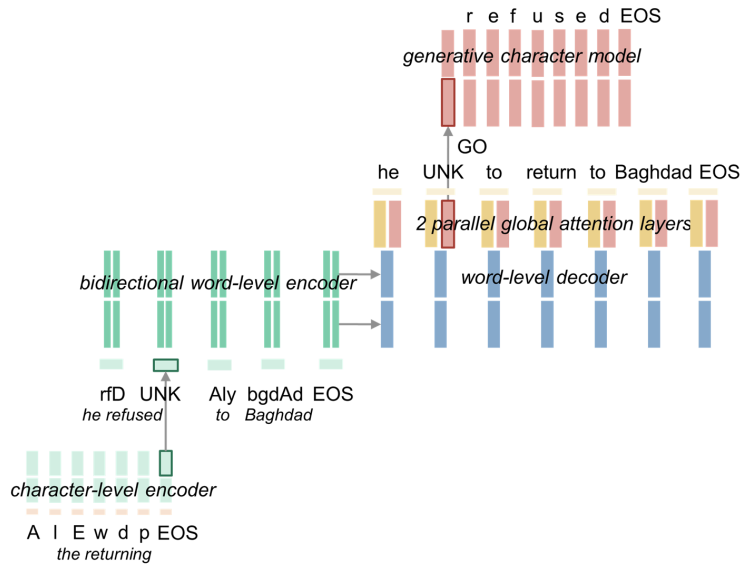 r e f u s e d EOS
generative character model
GO
he UNK to return to Baghdad EOS
2 parallel global attention layers
bidirectional word-level encoder
word-level decoder
rfD UNK Aly bgdAd EOS
he refused to Baghdad
character-level encoder
A l E w d p EOS
the returning